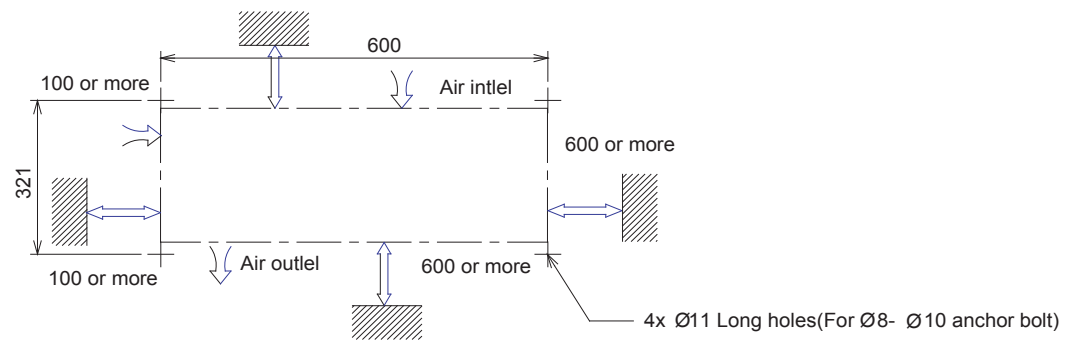 600
100 or more
Air intlel
600 or more
321
Air outlel
600 or more
100 or more
4x Ø11 Long holes(For Ø8- Ø10 anchor bolt)